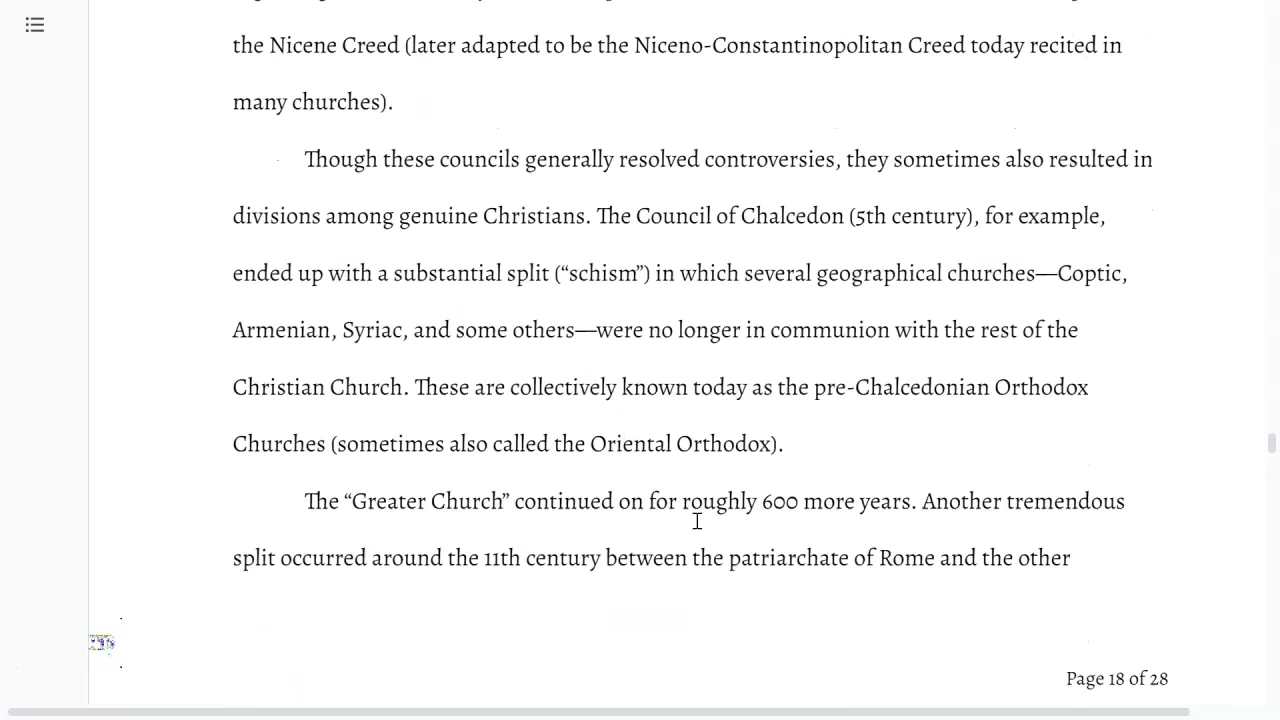 the Nicene Creed (later adapted to be the Niceno-Constantinopolitan Creed today recited in
many churches).
Though these councils generally resolved controversies, they sometimes also resulted in
divisions among genuine Christians. The Council of Chalcedon (5th century), for example,
ended up with a substantial split (“schism”) in which several geographical churches—Coptic,
Armenian, Syriac, and some others—were no longer in communion with the rest of the
Christian Church. These are collectively known today as the pre-Chalcedonian Orthodox
Churches (sometimes also called the Oriental Orthodox).
The “Greater Church” continued on for roughly 600 more years. Another tremendous
split occurred around the 11th century between the patriarchate of Rome and the other
Page 18 of 28